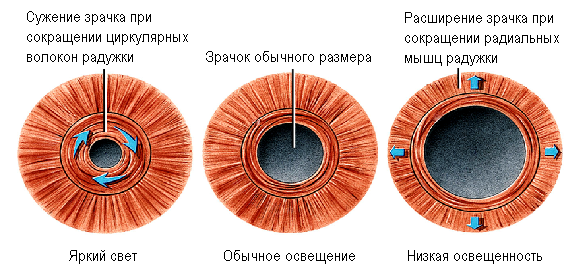 Сужение зрачка при
сокращении циркулярных
волокон радужки
Зрачок обычного размера
Расширение зрачка при
сокращении радиальных
мышц радужки
Яркий свет
Обычное освещение
Низкая освещенность